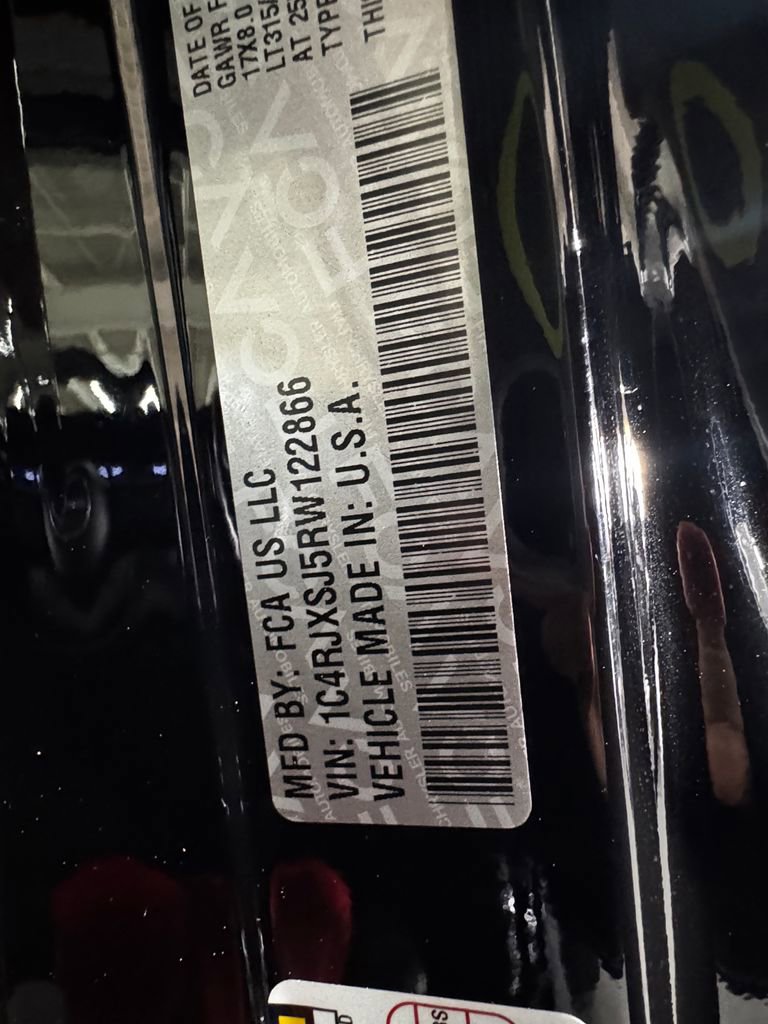 MFD BY: FCA US LLC
VIN: 1C4RJXSJ5RW122866
VEHICLE MADE IN: U.S.A.
DATE OF
GAWR F
17X8.0
LT315/
AT 25
TYPE
THI